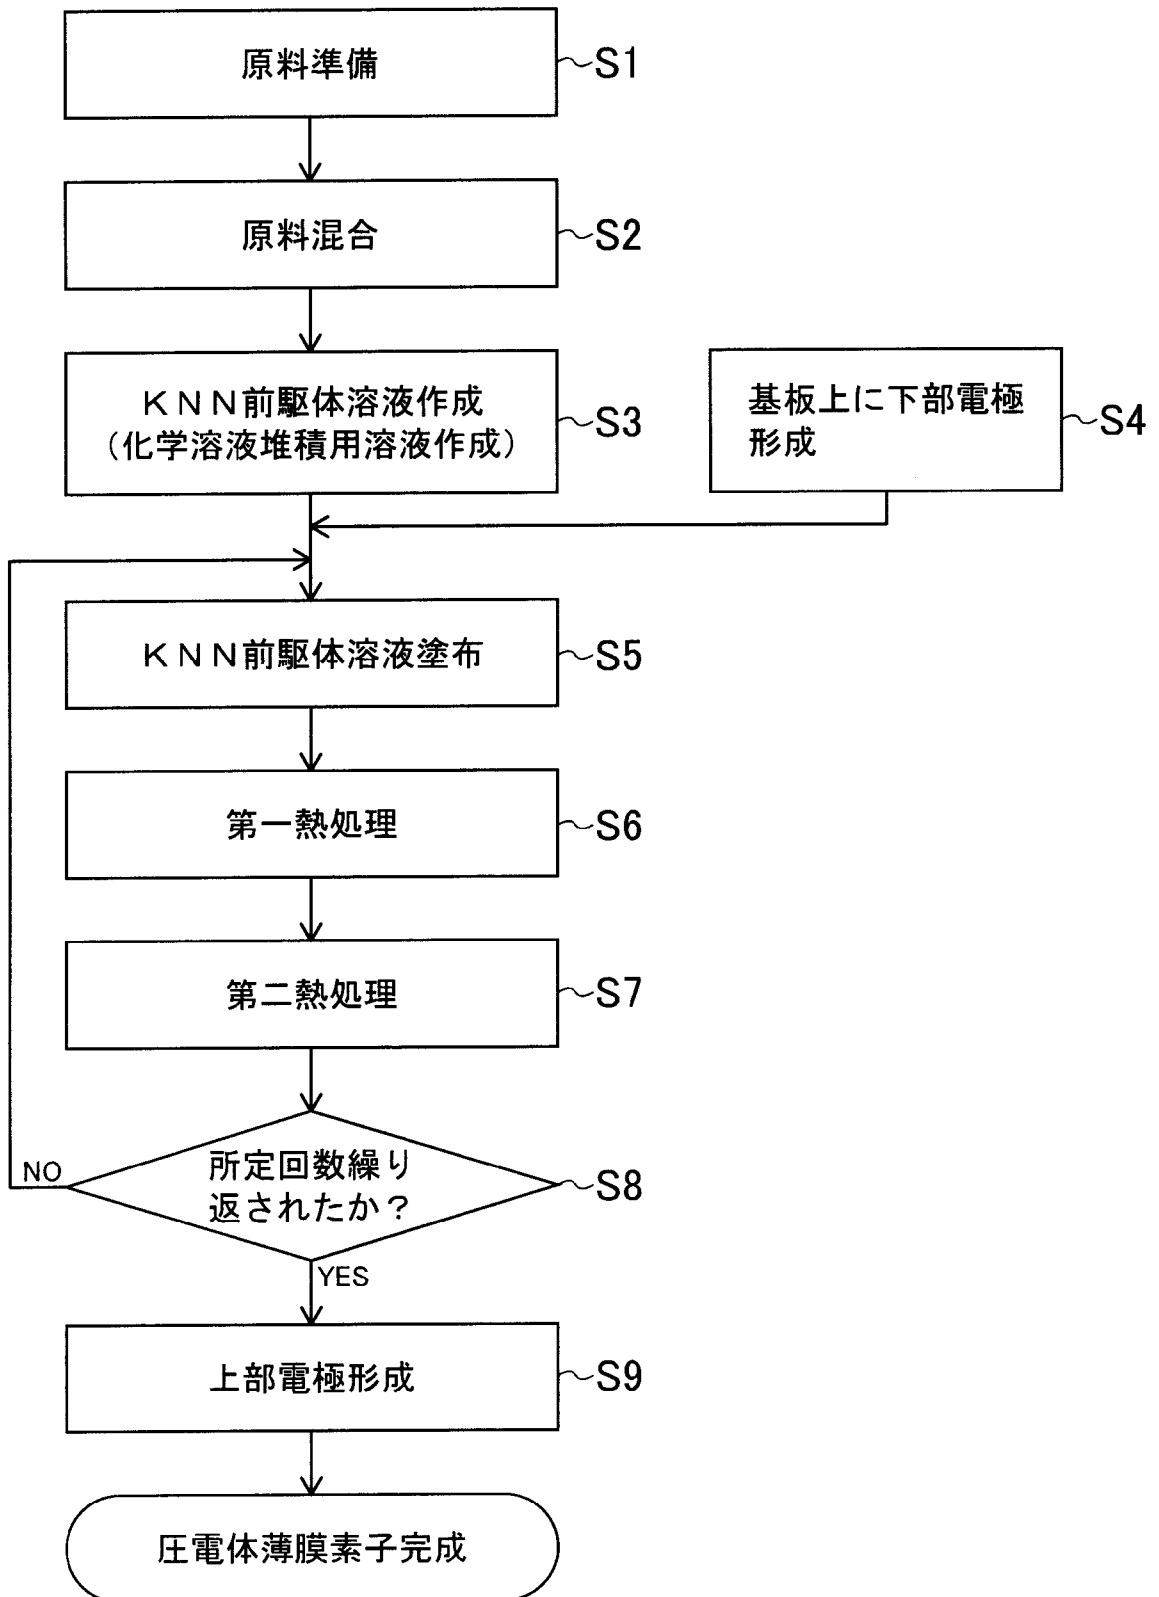 原料準備
S1
原料混合
S2
KNN前駆体溶液作成
(化学溶液堆積用溶液作成)
S3
基板上に下部電極
形成
S4
KNN前駆体溶液塗布
S5
第一熱処理
S6
第二熱処理
S7
所定回数繰り
返されたか？
S8
NO
YES
上部電極形成
S9
圧電体薄膜素子完成